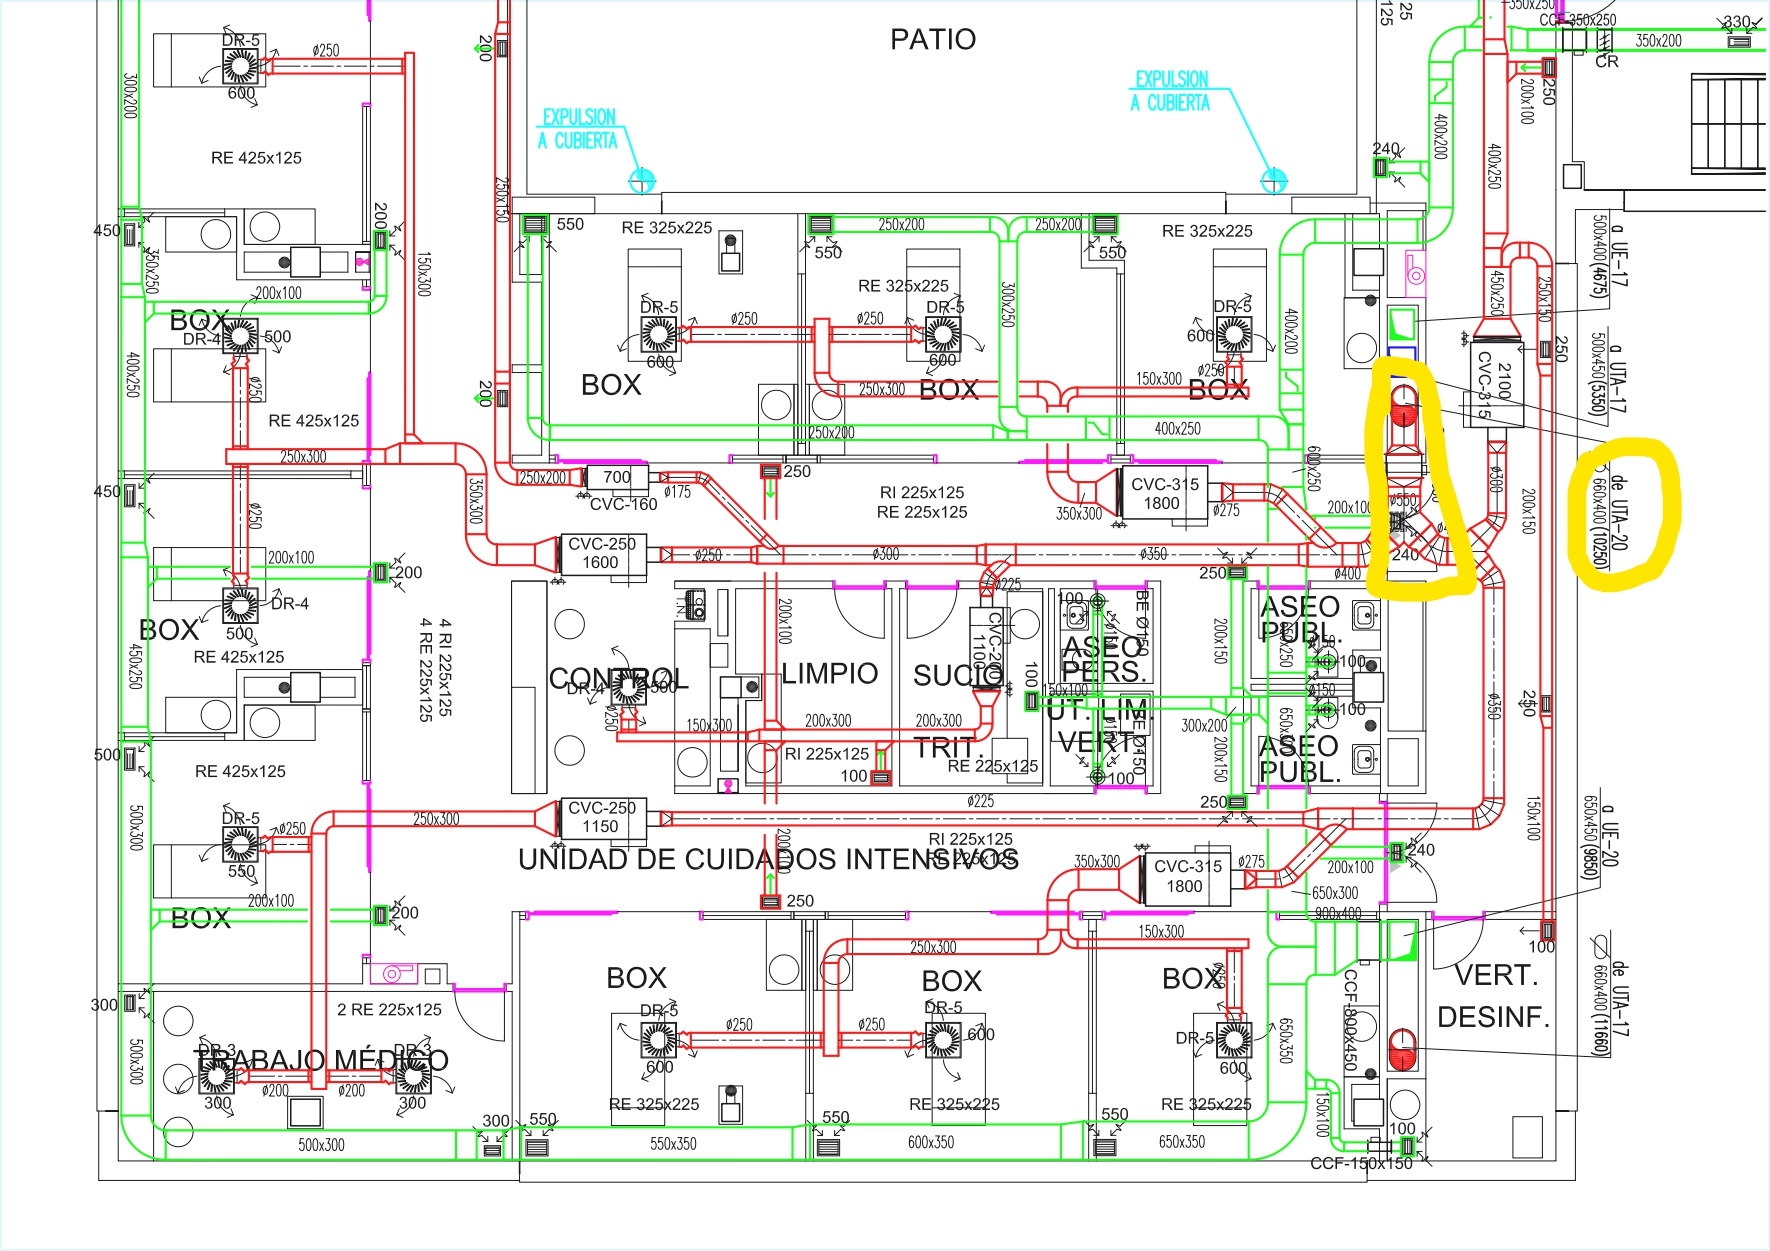 PATIO
EXPULSION
A CUBIERTA
EXPULSION
A CUBIERTA
DR-5
600
Ø250
RE 425x125
300x200
200
250x150
350x250
CCF-350x250
350x200
330
CR
250
200x100
400x200
400x250
240
25
125
450
200
350x250
150x300
200x100
BOX
DR-4
500
Ø250
RE 425x125
400x250
250x300
550
RE 325x225
DR-5
600
Ø250
BOX
250x200
250x200
550
550
RE 325x225
DR-5
600
Ø250
300x250
250x300
BOX
RE 325x225
DR-5
600
Ø250
150x300
BOX
400x200
450x250
250x150
250
2100
CVC-315
a UE-17
500x400(4675)
a UTA-17
500x450(5350)
de UTA-20
660x400(10250)
200
250x200
700
CVC-160
Ø175
250
250x200
400x250
RI 225x125
RE 225x125
CVC-315
1800
350x300
Ø275
600x250
200x100
Ø550
240
Ø400
Ø380
200x150
450
Ø250
350x300
CVC-250
1600
Ø250
Ø300
Ø350
200x100
200
DR-4
500
BOX
RE 425x125
450x250
4 RI 225x125
4 RE 225x125
CONTROL
DR-4
500
Ø250
150x300
LIMPIO
200x100
200x300
SUCIO
CVC-20
1100
Ø225
200x300
TRIT.
RI 225x125
RE 225x125
100
100
ASEO
PERS.
BE Ø150
Ø150
100
150x100
UT. LIM.
VERT.
BE Ø150
Ø150
100
250
200x150
300x200
200x150
250
ASEO
PUBL.
650x250
100
Ø150
100
ASEO
PUBL.
Ø350
250
150x100
500
RE 425x125
DR-5
550
Ø250
500x300
250x300
CVC-250
1150
Ø225
RI 225x125
RE 225x125
UNIDAD DE CUIDADOS INTENSIVOS
350x300
CVC-315
1800
Ø275
650x300
200x100
240
900x400
a UE-20
650x450(9850)
200x100
200
BOX
250
300
2 RE 225x125
TRABAJO MÉDICO
DR-3
DR-3
Ø200
Ø200
300
300
500x300
500x300
300
BOX
DR-5
600
Ø250
RE 325x225
550
550x350
250x300
BOX
DR-5
600
Ø250
RE 325x225
550
600x350
150x300
BOX
Ø250
DR-5
600
RE 325x225
550
650x350
650x350
CCF-800x450
150x100
100
CCF-150x150
100
VERT.
DESINF.
de UTA-17
660x400(11660)